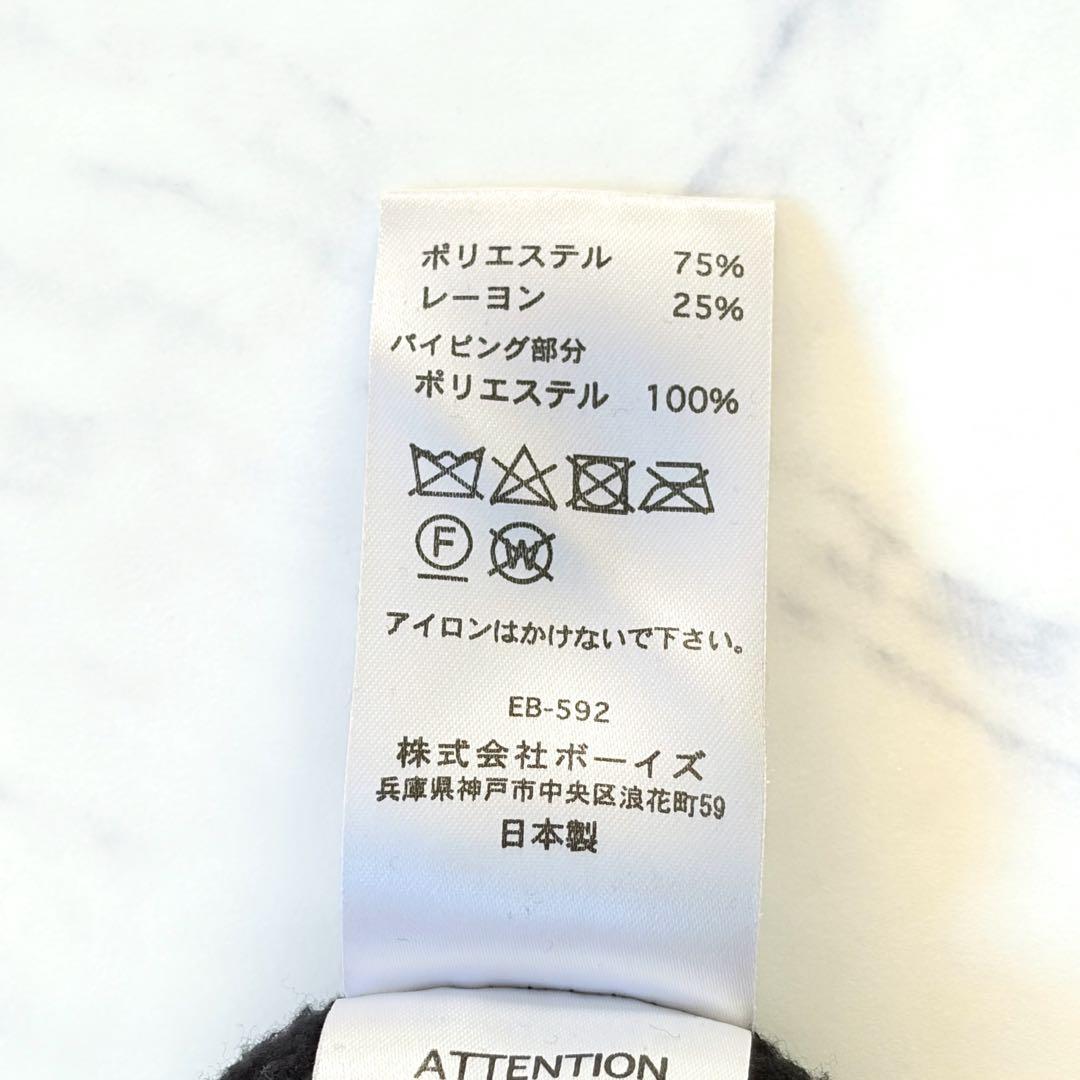 ポリエステル 75%
レーヨン 25%
パイピング部分
ポリエステル 100%
F W
アイロンはかけないで下さい。
EB-592
株式会社ボーイズ
兵庫県神戸市中央区浪花町59
日本製
ATTENTION